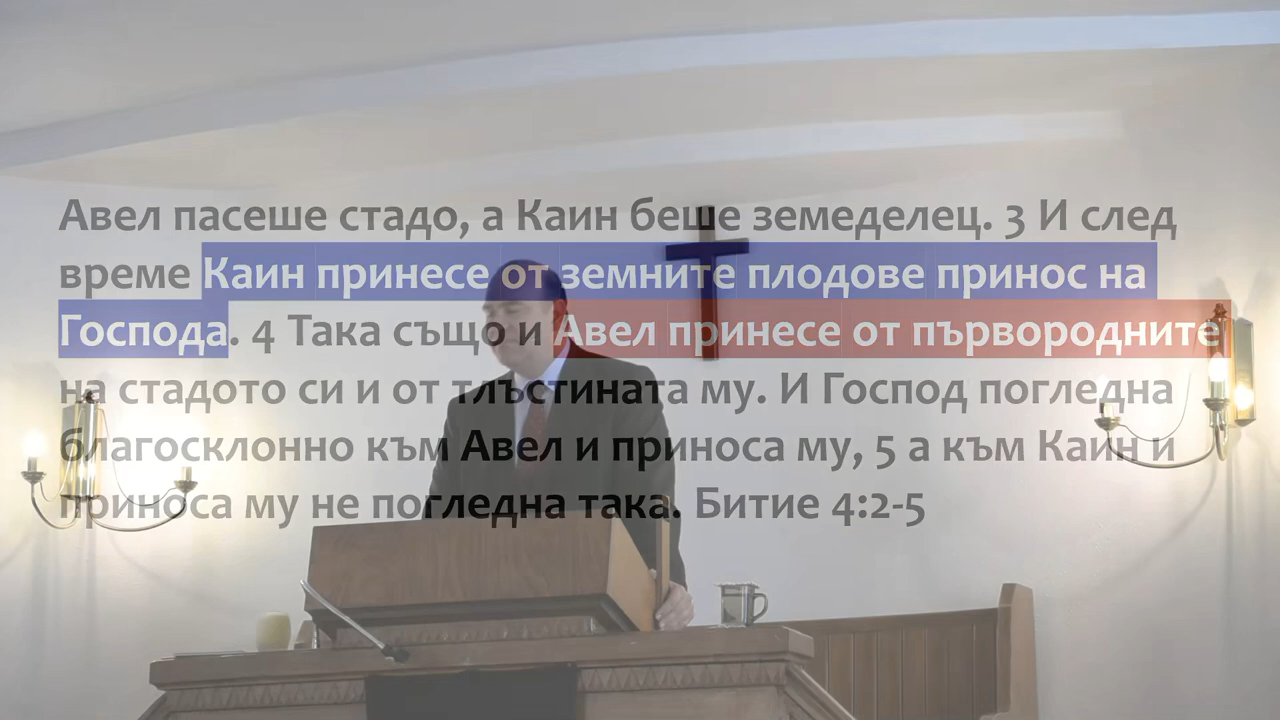 Авел пасеше стадо, а Каин беше земеделец. 3 И след
време Каин принесе от земните плодове принос на
Господа. 4 Така също и Авел принесе от първородните
на стадото си и от тлъстината му. И Господ погледна
благосклонно към Авел и приноса му, 5 а към Каин и
приноса му не погледна така. Битие 4:2-5